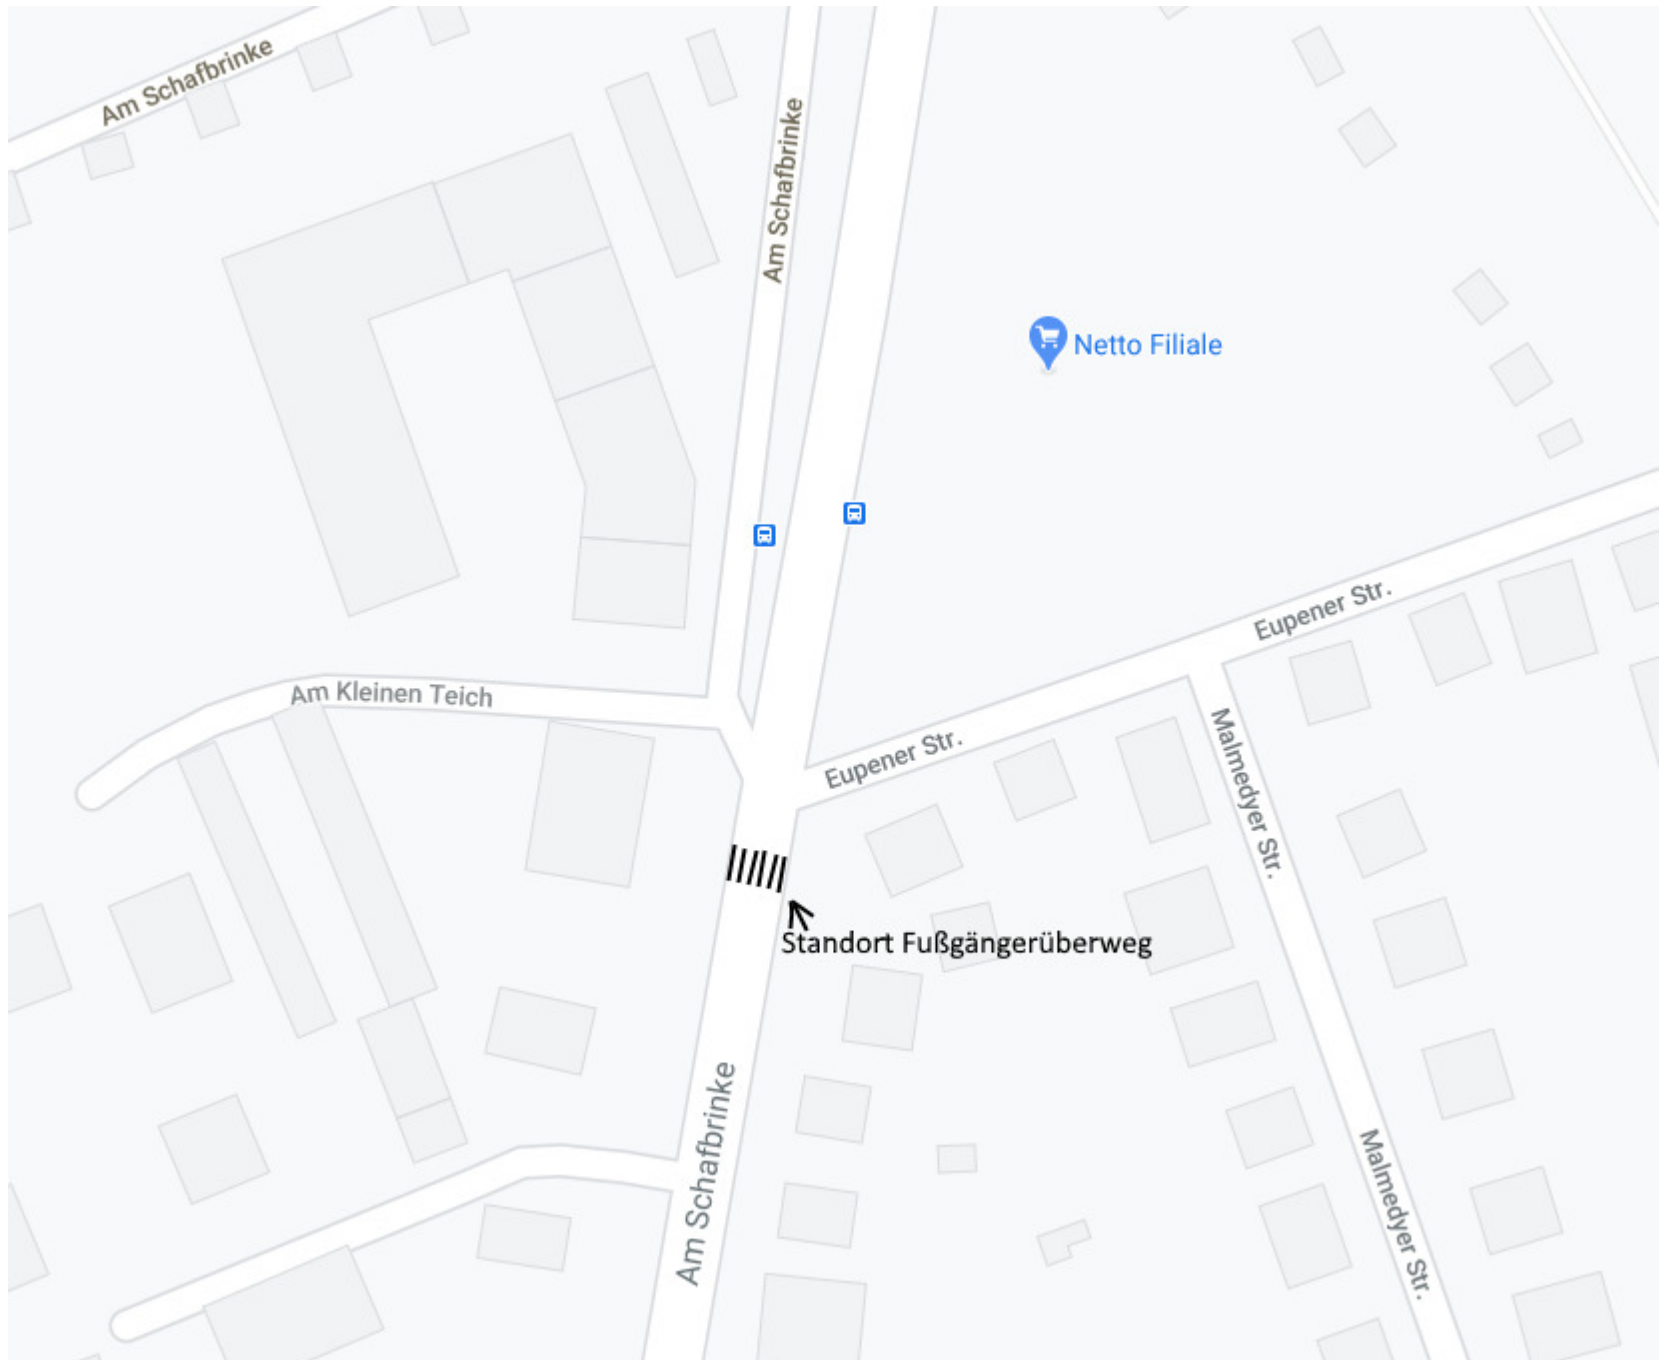 Am Schafbrinke
Am Schafbrinke
Netto Filiale
Eupener Str.
Am Kleinen Teich
Eupener Str.
Malmedyer Str.
Standort Fußgängerüberweg
Am Schafbrinke
Malmedyer Str.